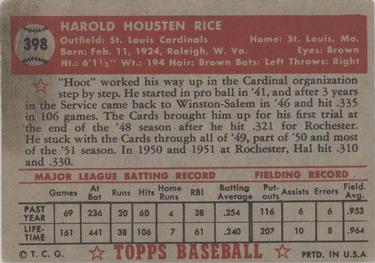 HAROLD HOUSTEN RICE
398
Outfield: St. Louis Cardinals Home: St. Louis, Mo.
Born: Feb. 11, 1924, Raleigh, W. Va. Eyes: Brown
Ht: 6'1½" Wt: 194 Hair: Brown Bats: Left Throws: Right
"Hoot" worked his way up in the Cardinal organization
step by step. He started in pro ball in '41, and after 3 years
in the Service came back to Winston-Salem in '46 and hit .335
in 106 games. The Cards brought him up for his first trial at the
end of the '48 season after he hit .321 for Rochester.
He stuck with the Cards through all of '49, part of '50 and most
of the '51 season. In 1950 and 1951 at Rochester, Hal hit .310
and .330.
MAJOR LEAGUE BATTING RECORD FIELDING RECORD
Games At Bat Runs Hits Home Runs RBI Batting Average Put-outs Assists Errors Field. Avg.
PAST YEAR 69 236 20 60 4 38 .254 116 6 6 .953
LIFE-TIME 161 441 37 106 7 64 .240 207 10 8 .964
© T. C. G. TOPPS BASEBALL PRTD. IN U.S.A